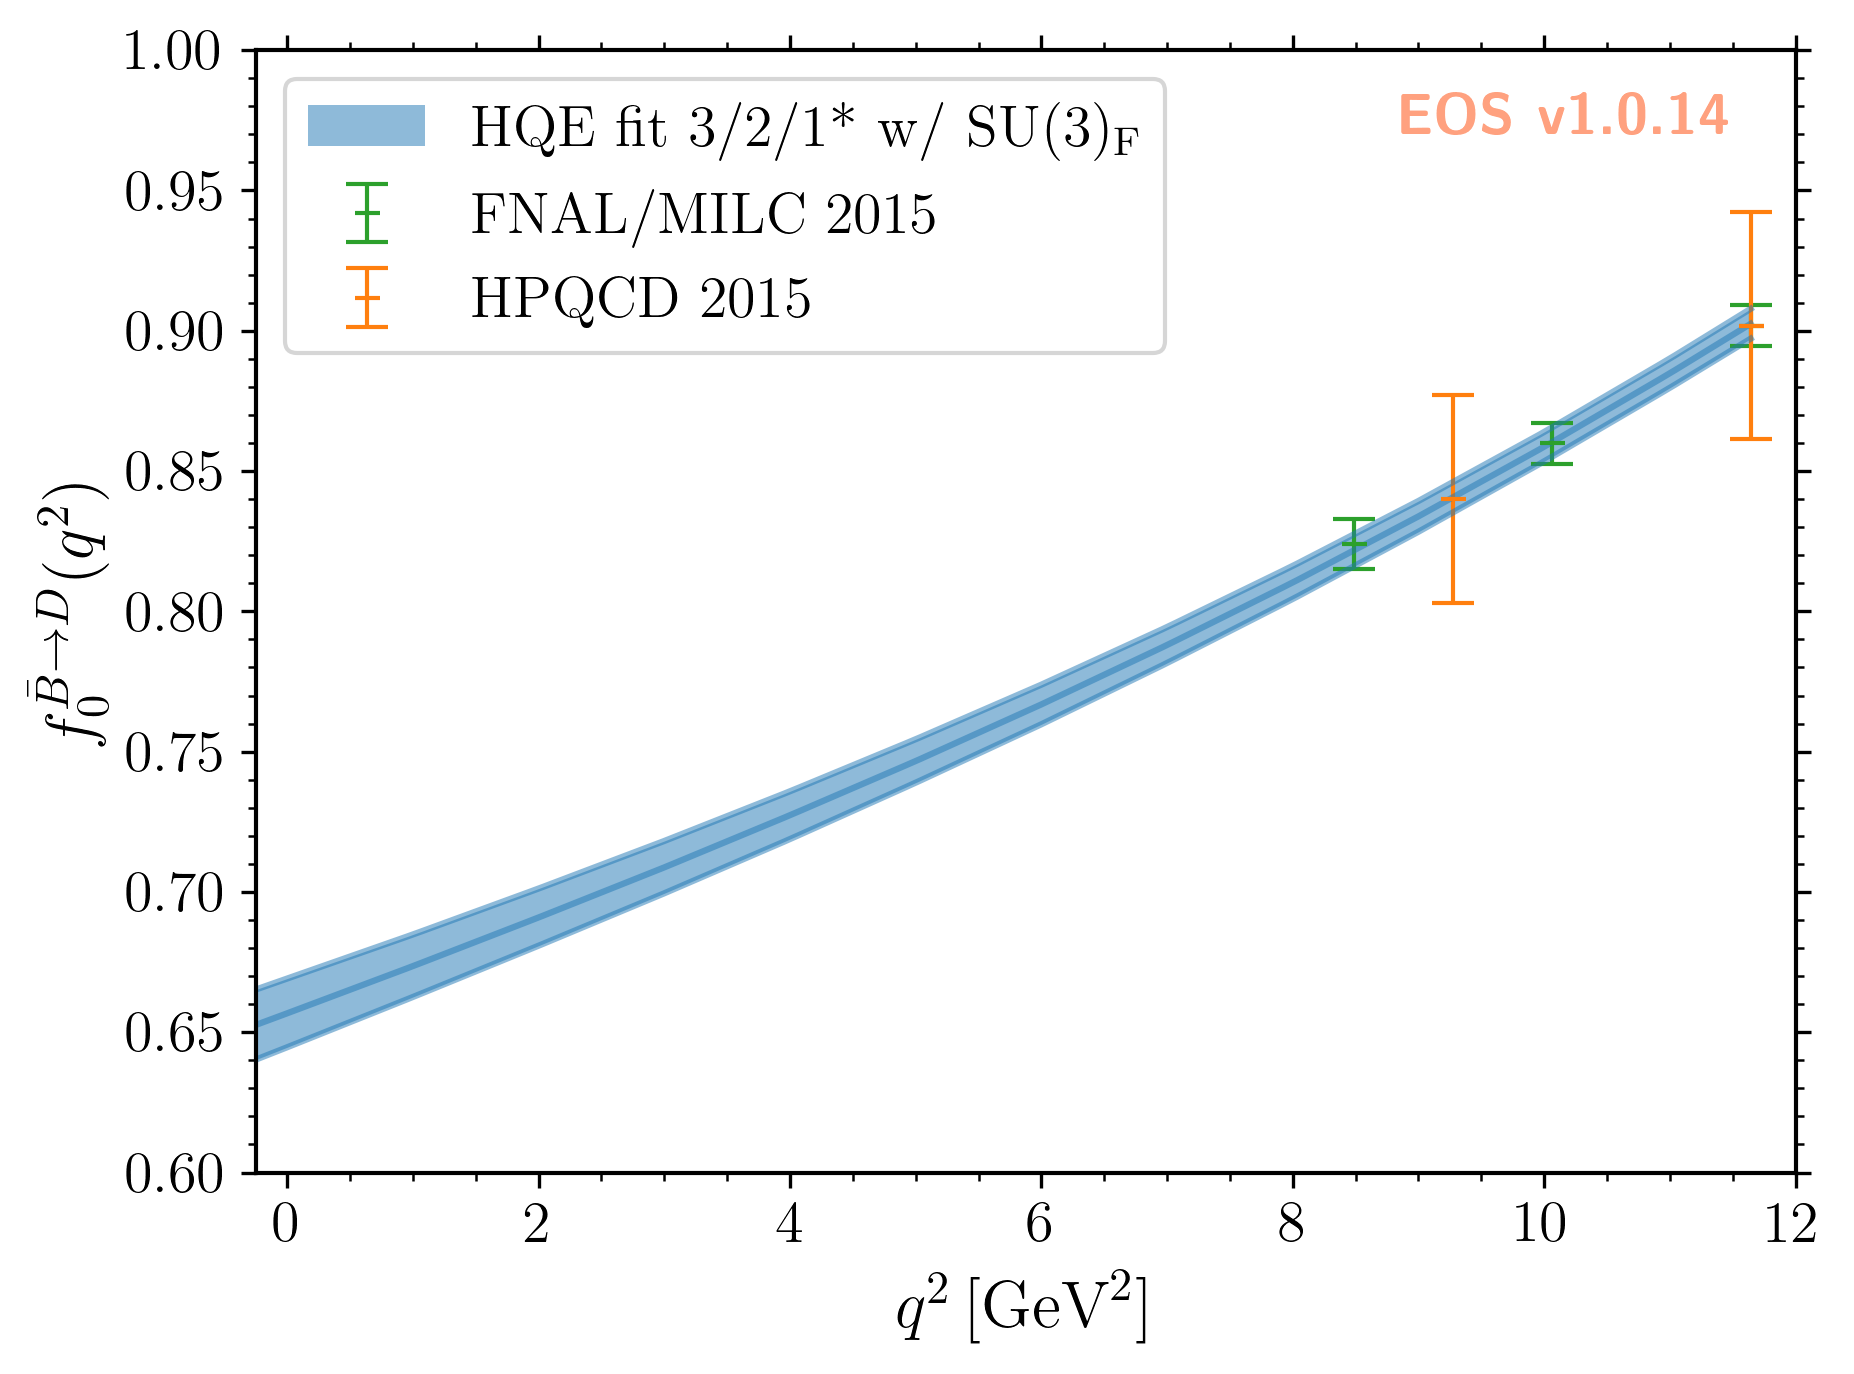 1.00
0.95
0.90
0.85
0.80
0.75
0.70
0.65
0.60
HQE fit 3/2/1* w/ SU(3)_F
FNAL/MILC 2015
HPQCD 2015
EOS v1.0.14
f_0^{B̄→D}(q²)
0 2 4 6 8 10 12
q² [GeV²]